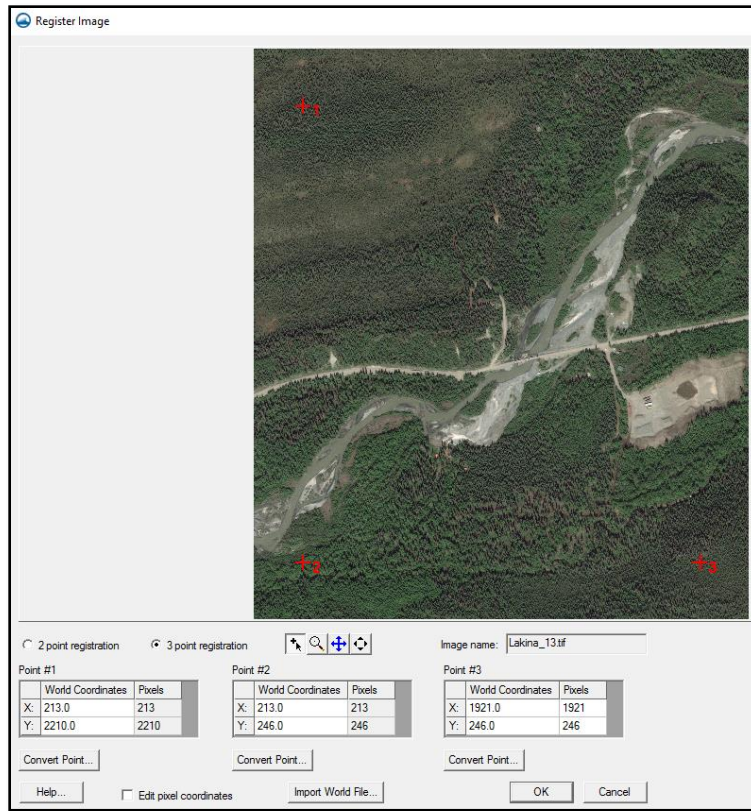 Register Image
1
2
3
2 point registration 3 point registration Image name: Lakina_13.tif
Point #1 Point #2 Point #3
World Coordinates Pixels World Coordinates Pixels World Coordinates Pixels
X: 213.0 213 X: 213.0 213 X: 1921.0 1921
Y: 2210.0 2210 Y: 246.0 246 Y: 246.0 246
Convert Point... Convert Point... Convert Point...
Help... Edit pixel coordinates Import World File... OK Cancel